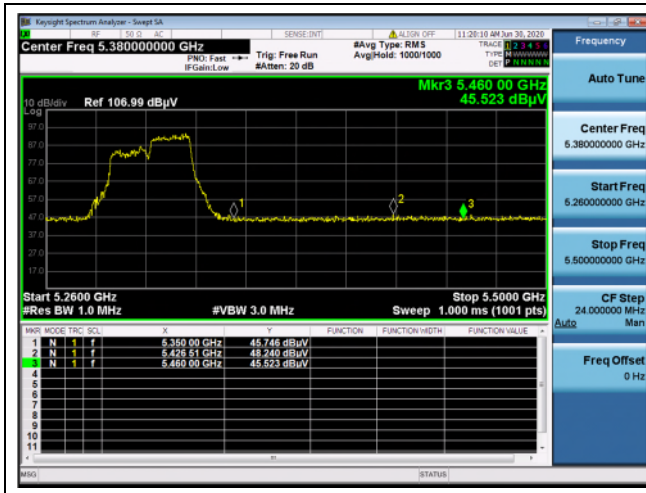 Keysight Spectrum Analyzer - Swept SA
RF 50 Ω AC SENSE:INT ALIGN OFF 11:20:10 AM Jun 30, 2020
Center Freq 5.380000000 GHz
PNO: Fast
IFGain:Low
Trig: Free Run
#Atten: 20 dB
#Avg Type: RMS
Avg|Hold: 1000/1000
TRACE 1 2 3 4 5 6
TYPE M WWWWW
DET P N N N N N
Mkr3 5.460 00 GHz
45.523 dBµV
10 dB/div Ref 106.99 dBµV
Log
97.0
87.0
77.0
67.0
57.0
47.0
37.0
27.0
17.0
1
2
3
Start 5.2600 GHz Stop 5.5000 GHz
#Res BW 1.0 MHz #VBW 3.0 MHz Sweep 1.000 ms (1001 pts)
MKR MODE TRC SCL X Y FUNCTION FUNCTION WIDTH FUNCTION VALUE
1 N 1 f 5.350 00 GHz 45.746 dBµV
2 N 1 f 5.426 51 GHz 48.240 dBµV
3 N 1 f 5.460 00 GHz 45.523 dBµV
4
5
6
7
8
9
10
11
MSG STATUS
Frequency
Auto Tune
Center Freq
5.380000000 GHz
Start Freq
5.260000000 GHz
Stop Freq
5.500000000 GHz
CF Step
24.000000 MHz
Auto Man
Freq Offset
0 Hz